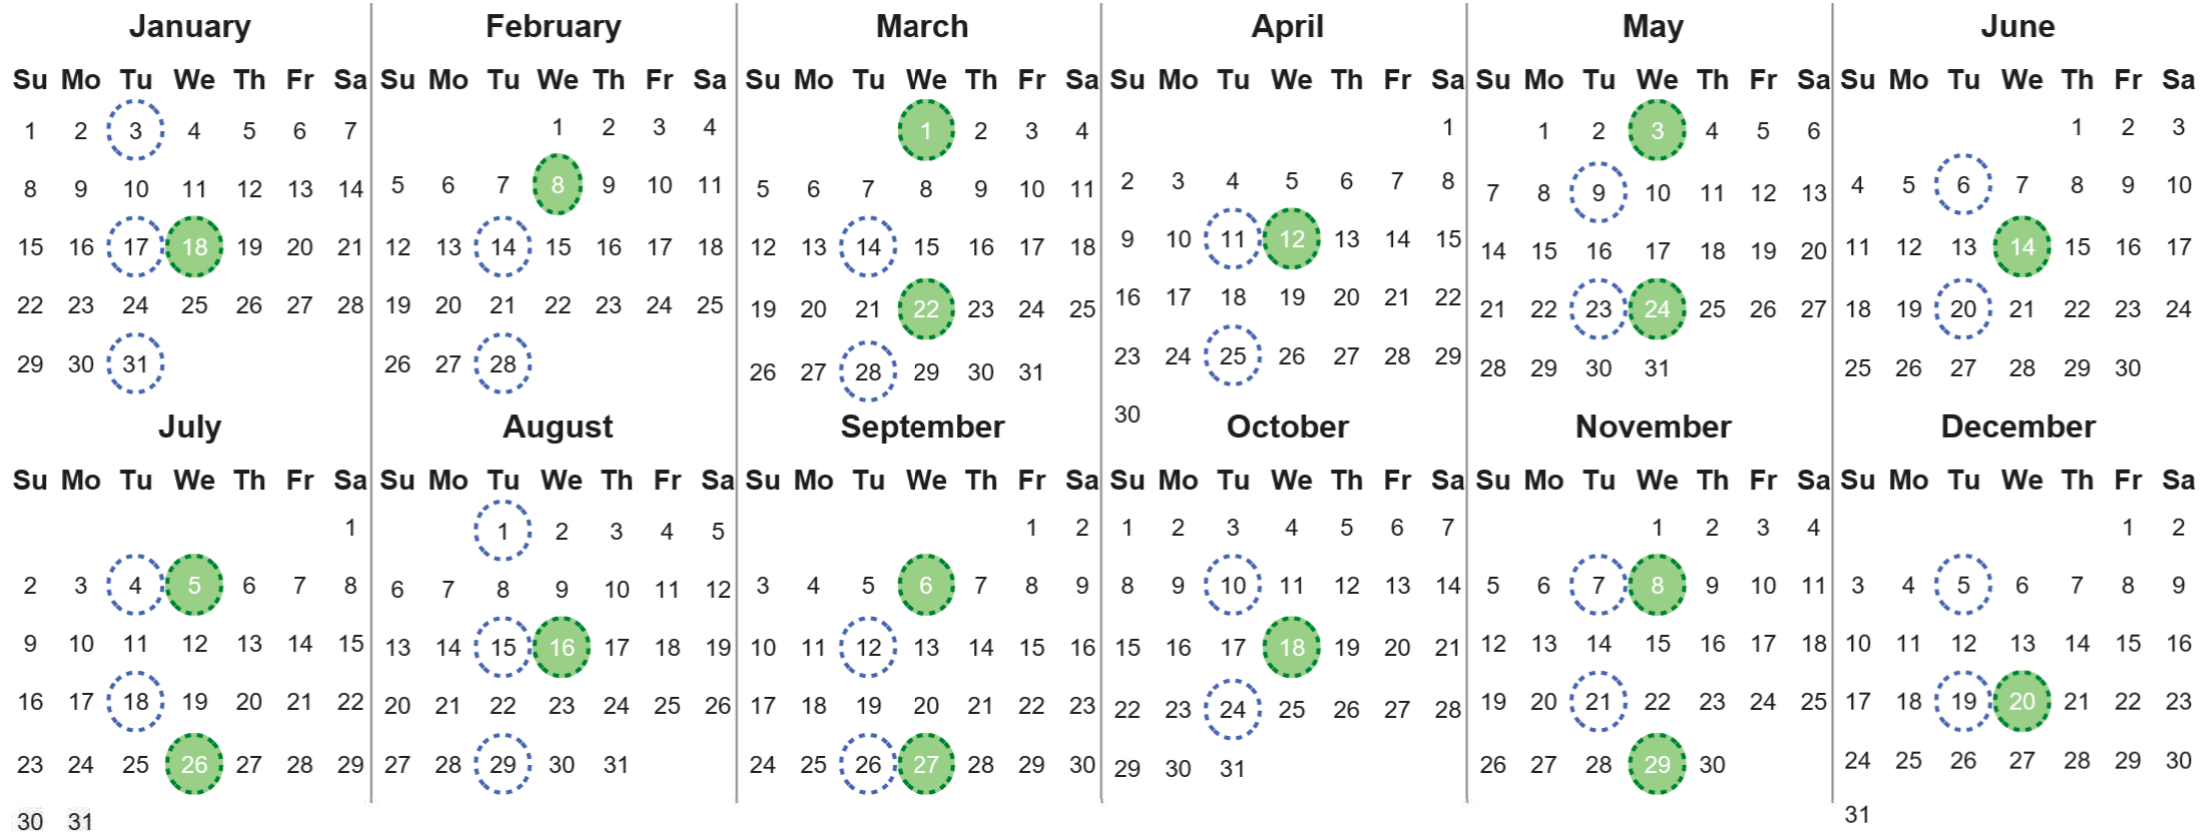 January February March April May June
Su Mo Tu We Th Fr Sa Su Mo Tu We Th Fr Sa Su Mo Tu We Th Fr Sa Su Mo Tu We Th Fr Sa Su Mo Tu We Th Fr Sa Su Mo Tu We Th Fr Sa
1 2 3 4 5 6 7 1 2 3 4 1 2 3 4 1 1 2 3 4 5 6 1 2 3
8 9 10 11 12 13 14 5 6 7 8 9 10 11 5 6 7 8 9 10 11 2 3 4 5 6 7 8 7 8 9 10 11 12 13 4 5 6 7 8 9 10
15 16 17 18 19 20 21 12 13 14 15 16 17 18 12 13 14 15 16 17 18 9 10 11 12 13 14 15 14 15 16 17 18 19 20 11 12 13 14 15 16 17
22 23 24 25 26 27 28 19 20 21 22 23 24 25 19 20 21 22 23 24 25 16 17 18 19 20 21 22 21 22 23 24 25 26 27 18 19 20 21 22 23 24
29 30 31 26 27 28 26 27 28 29 30 31 23 24 25 26 27 28 29 28 29 30 31 25 26 27 28 29 30
30
July August September October November December
Su Mo Tu We Th Fr Sa Su Mo Tu We Th Fr Sa Su Mo Tu We Th Fr Sa Su Mo Tu We Th Fr Sa Su Mo Tu We Th Fr Sa Su Mo Tu We Th Fr Sa
1 1 2 3 4 5 1 2 1 2 3 4 5 6 7 1 2 3 4 1 2
2 3 4 5 6 7 8 6 7 8 9 10 11 12 3 4 5 6 7 8 9 8 9 10 11 12 13 14 5 6 7 8 9 10 11 3 4 5 6 7 8 9
9 10 11 12 13 14 15 13 14 15 16 17 18 19 10 11 12 13 14 15 16 15 16 17 18 19 20 21 12 13 14 15 16 17 18 10 11 12 13 14 15 16
16 17 18 19 20 21 22 20 21 22 23 24 25 26 17 18 19 20 21 22 23 22 23 24 25 26 27 28 19 20 21 22 23 24 25 17 18 19 20 21 22 23
23 24 25 26 27 28 29 27 28 29 30 31 24 25 26 27 28 29 30 29 30 31 26 27 28 29 30 24 25 26 27 28 29 30
30 31 31